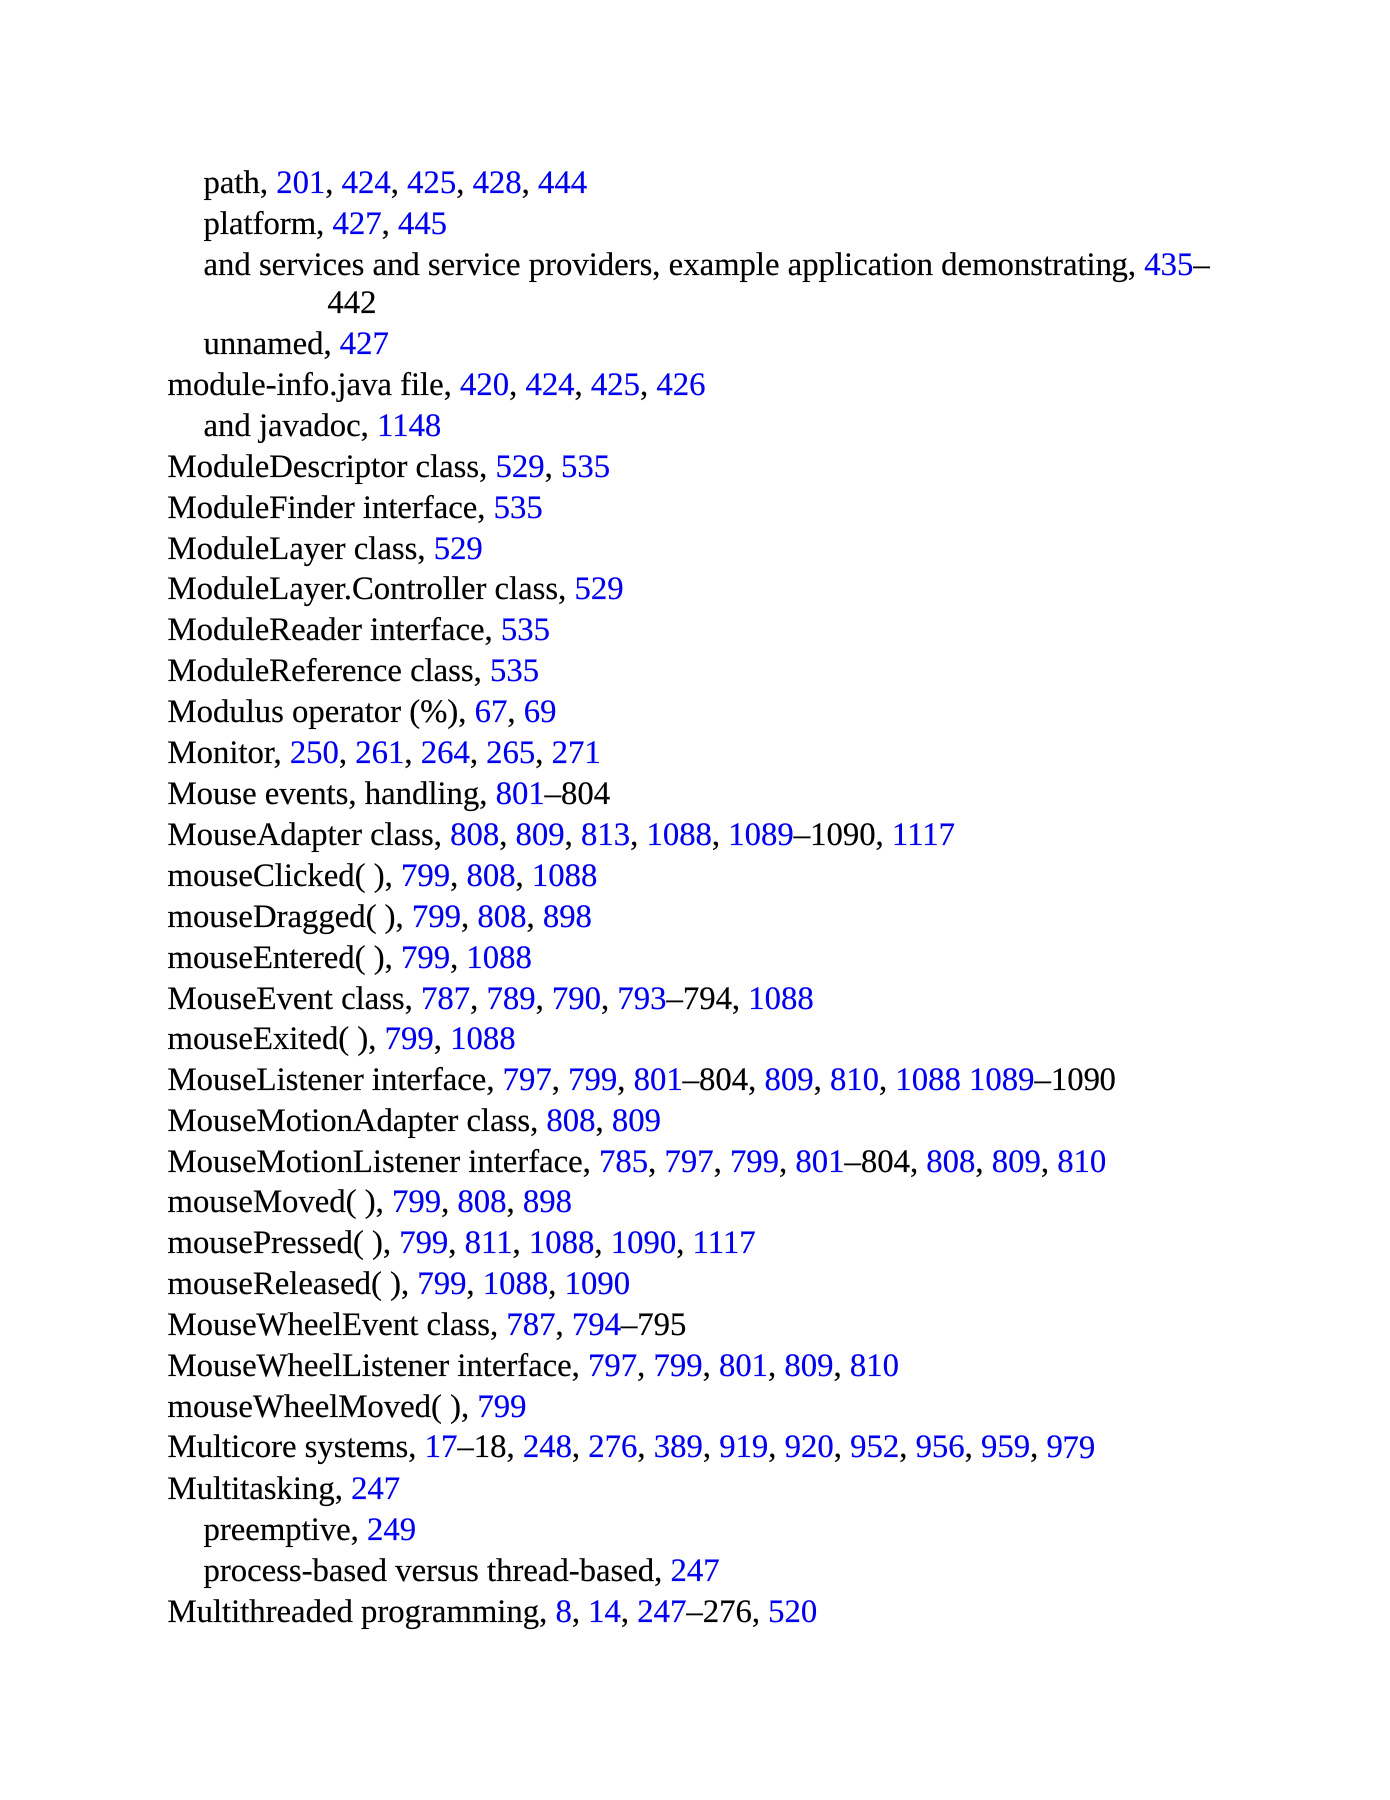 path, 201, 424, 425, 428, 444
platform, 427, 445
and services and service providers, example application demonstrating, 435–
442
unnamed, 427
module-info.java file, 420, 424, 425, 426
and javadoc, 1148
ModuleDescriptor class, 529, 535
ModuleFinder interface, 535
ModuleLayer class, 529
ModuleLayer.Controller class, 529
ModuleReader interface, 535
ModuleReference class, 535
Modulus operator (%), 67, 69
Monitor, 250, 261, 264, 265, 271
Mouse events, handling, 801–804
MouseAdapter class, 808, 809, 813, 1088, 1089–1090, 1117
mouseClicked( ), 799, 808, 1088
mouseDragged( ), 799, 808, 898
mouseEntered( ), 799, 1088
MouseEvent class, 787, 789, 790, 793–794, 1088
mouseExited( ), 799, 1088
MouseListener interface, 797, 799, 801–804, 809, 810, 1088 1089–1090
MouseMotionAdapter class, 808, 809
MouseMotionListener interface, 785, 797, 799, 801–804, 808, 809, 810
mouseMoved( ), 799, 808, 898
mousePressed( ), 799, 811, 1088, 1090, 1117
mouseReleased( ), 799, 1088, 1090
MouseWheelEvent class, 787, 794–795
MouseWheelListener interface, 797, 799, 801, 809, 810
mouseWheelMoved( ), 799
Multicore systems, 17–18, 248, 276, 389, 919, 920, 952, 956, 959, 979
Multitasking, 247
preemptive, 249
process-based versus thread-based, 247
Multithreaded programming, 8, 14, 247–276, 520